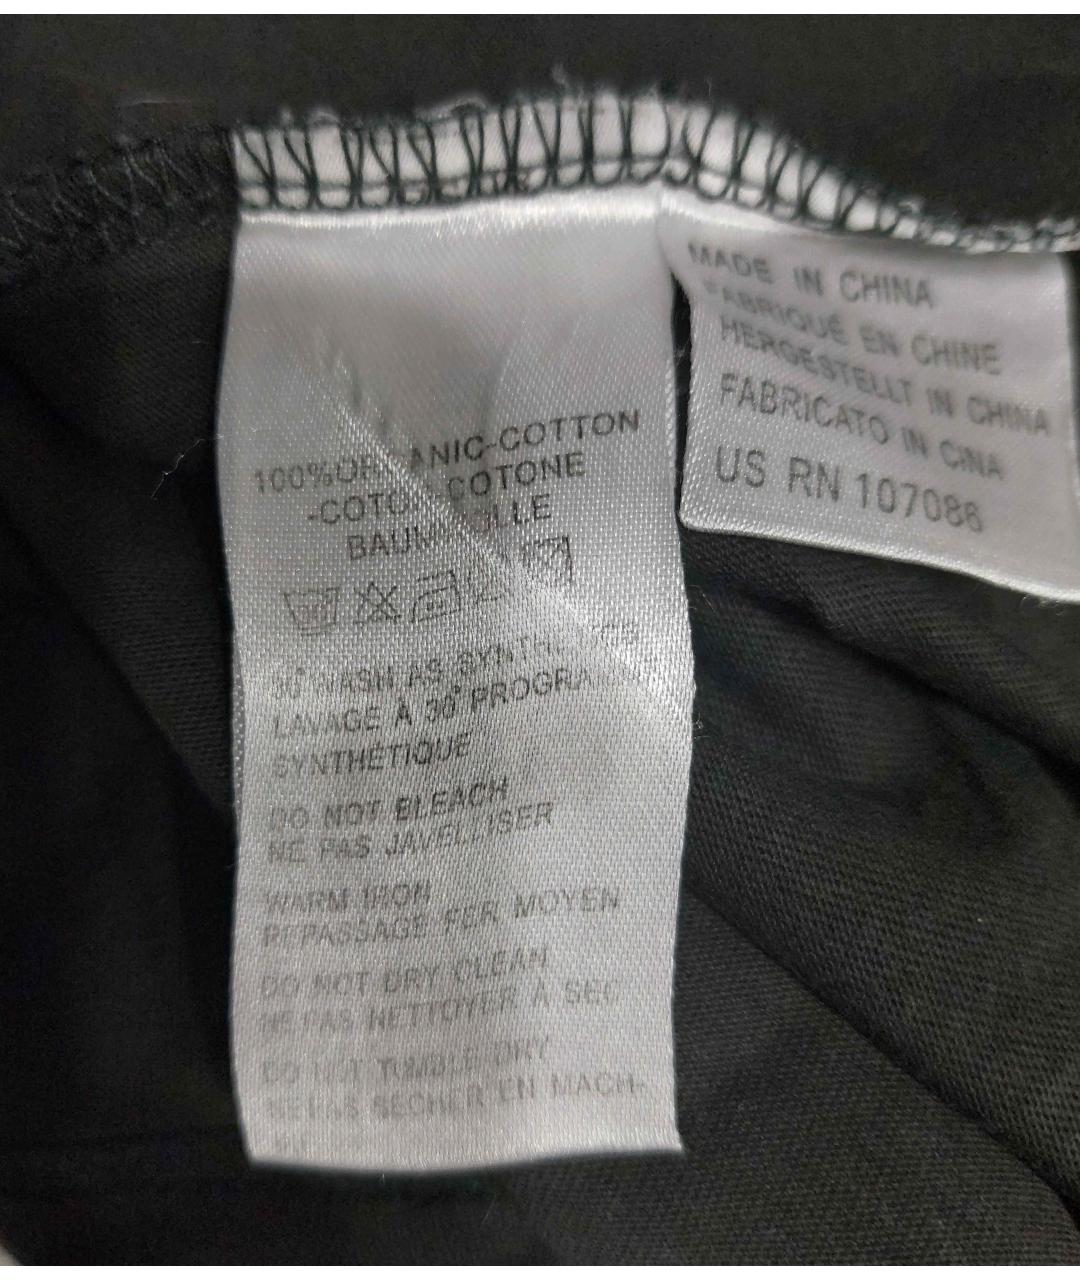 100%ORGANIC-COTTON
-COTON-COTONE
BAUMWOLLE
30° WASH AS SYNTHETICS
LAVAGE À 30° PROGRA
SYNTHÉTIQUE
DO NOT BLEACH
NE PAS JAVELLISER
WARM IRON
REPASSAGE FER MOYEN
DO NOT DRY CLEAN
NE PAS NETTOYER À SEC
DO NOT TUMBLE DRY
NE PAS SECHER EN MACH-
MADE IN CHINA
FABRIQUÉ EN CHINE
HERGESTELLT IN CHINA
FABRICATO IN CINA
US RN 107086